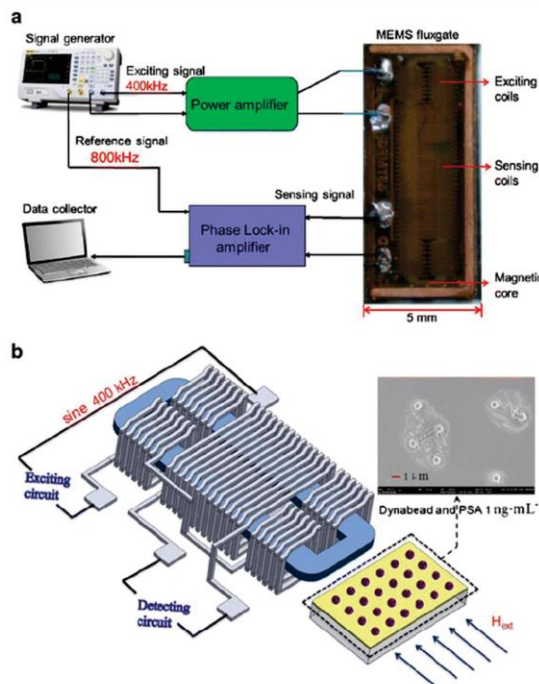 a
Signal generator
MEMS fluxgate
Exciting signal
400kHz
Power amplifier
Exciting
coils
Reference signal
800kHz
Sensing signal
Sensing
coils
Data collector
Phase Lock-in
amplifier
Magnetic
core
5 mm
b
sine 400 kHz
Exciting
circuit
Detecting
circuit
Dynabead and PSA 1 ng·mL⁻
Hext